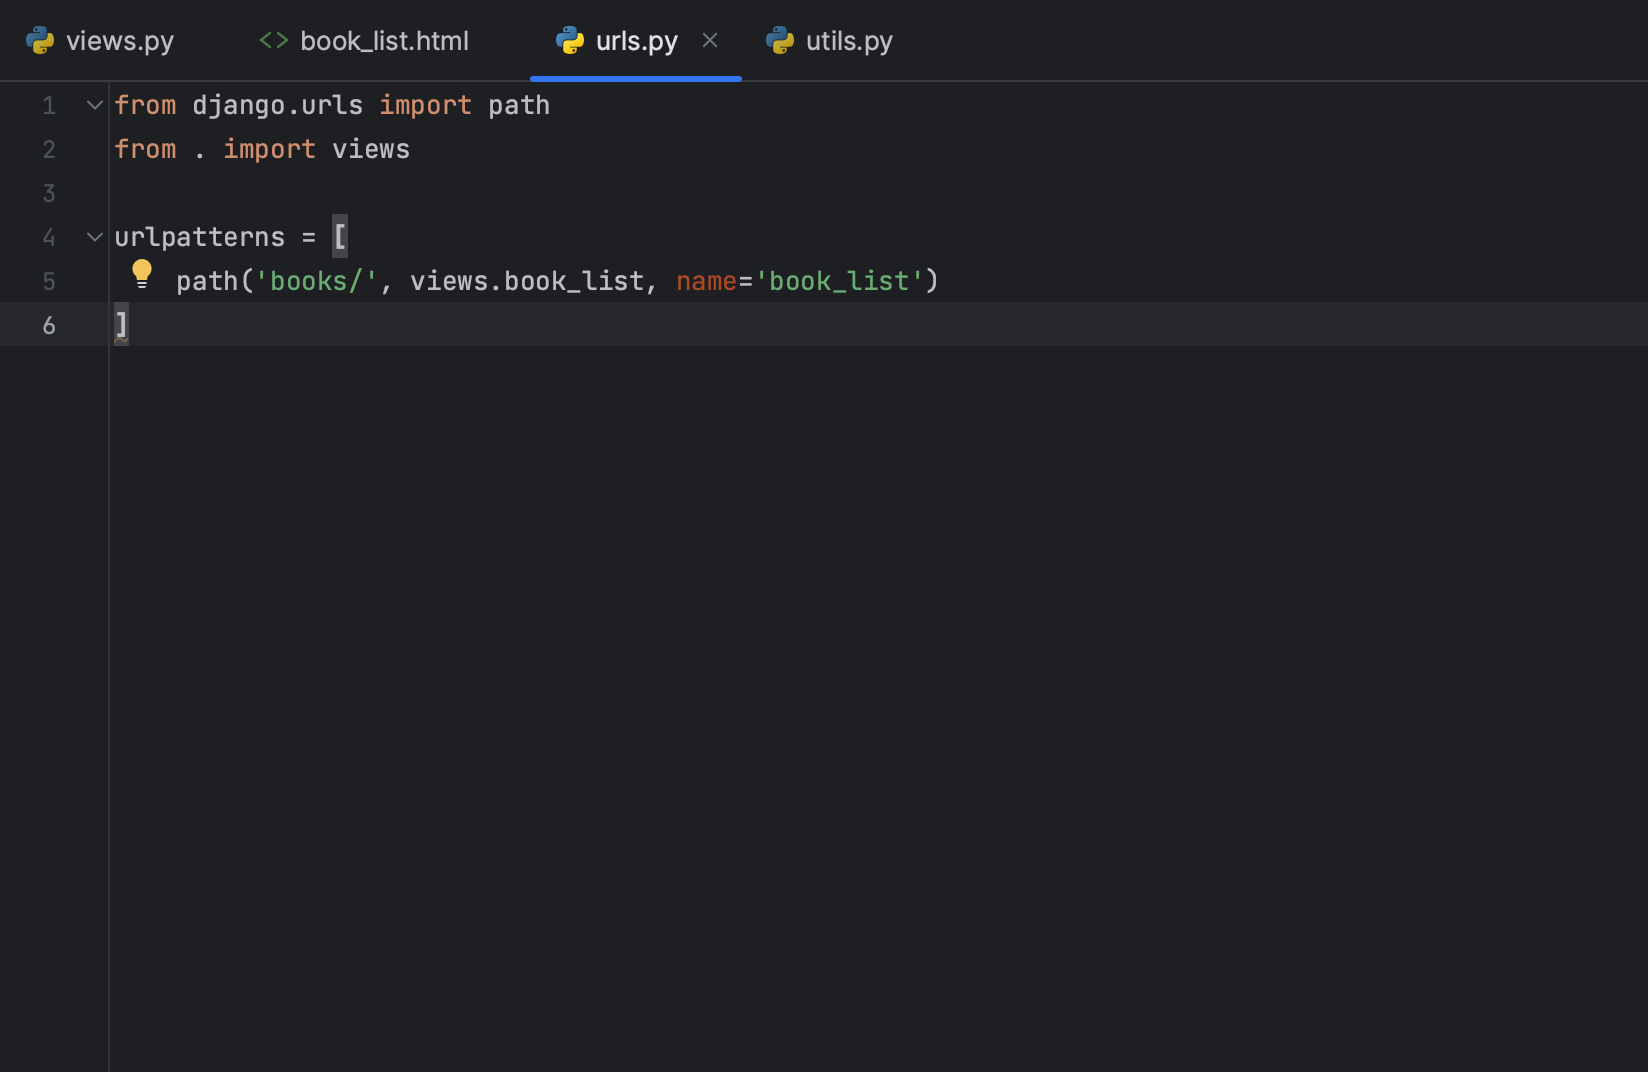 views.py
<> book_list.html
urls.py
utils.py
1 from django.urls import path
2 from . import views
3
4 urlpatterns = [
5     path('books/', views.book_list, name='book_list')
6 ]